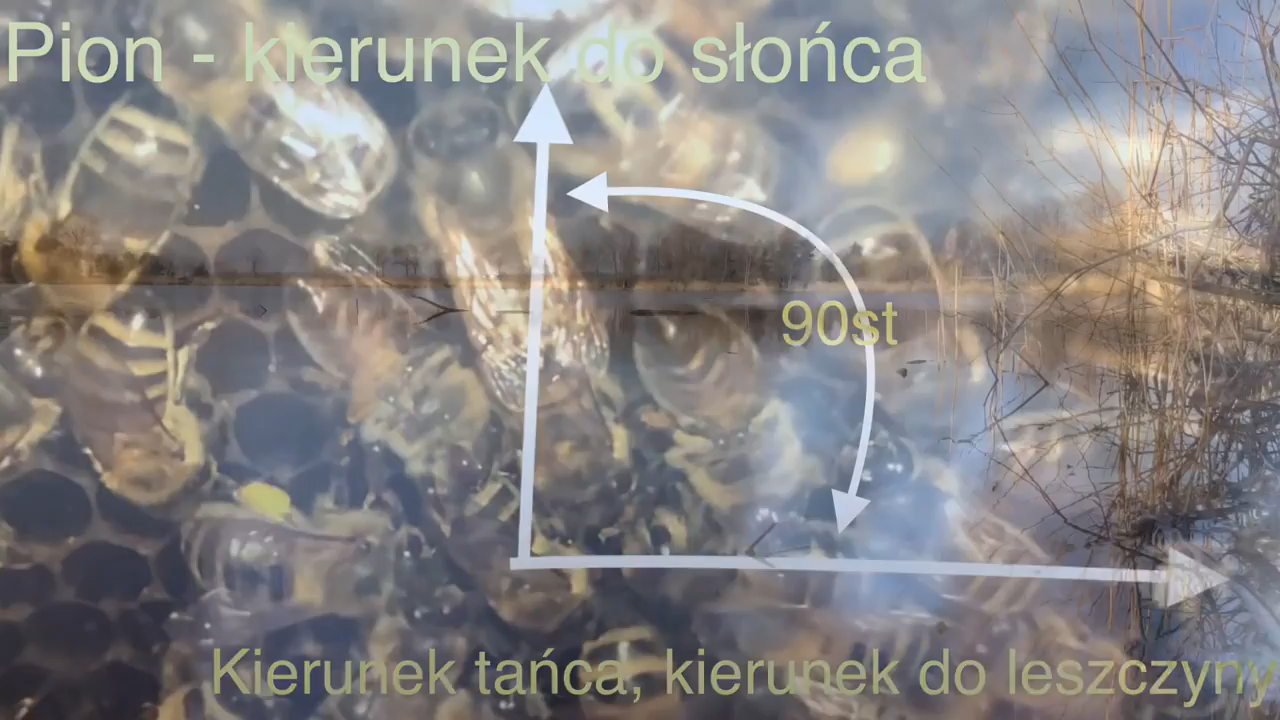 Pion - kierunek do słońca
90st
Kierunek tańca, kierunek do leszczyny